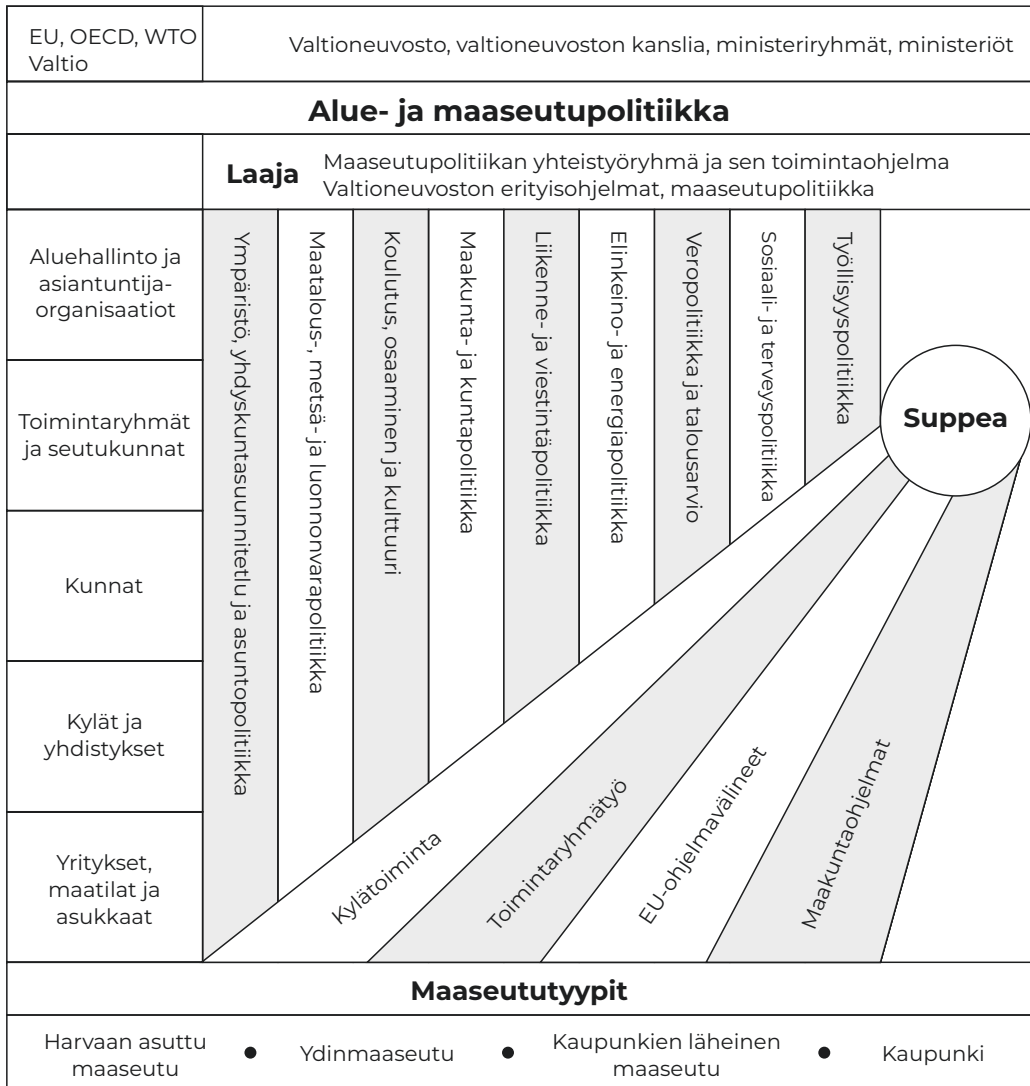 EU, OECD, WTO
Valtio
Valtioneuvosto, valtioneuvoston kanslia, ministeriryhmät, ministeriöt
Alue- ja maaseutupolitiikka
Laaja
Maaseutupolitiikan yhteistyöryhmä ja sen toimintaohjelma
Valtioneuvoston erityisohjelmat, maaseutupolitiikka
Aluehallinto ja
asiantuntija-
organisaatiot
Toimintaryhmät
ja seutukunnat
Kunnat
Kylät ja
yhdistykset
Yritykset,
maatilat ja
asukkaat
Ympäristö, yhdyskuntasuunnitetlu ja asuntopolitiikka
Maatalous-, metsä- ja luonnonvarapolitiikka
Koulutus, osaaminen ja kulttuuri
Maakunta- ja kuntapolitiikka
Liikenne- ja viestintäpolitiikka
Elinkeino- ja energiapolitiikka
Veropolitiikka ja talousarvio
Sosiaali- ja terveyspolitiikka
Työllisyyspolitiikka
Suppea
Kylätoiminta
Toimintaryhmätyö
EU-ohjelmavälineet
Maakuntaohjelmat
Maaseututyypit
Harvaan asuttu
maaseutu
•
Ydinmaaseutu
•
Kaupunkien läheinen
maaseutu
•
Kaupunki